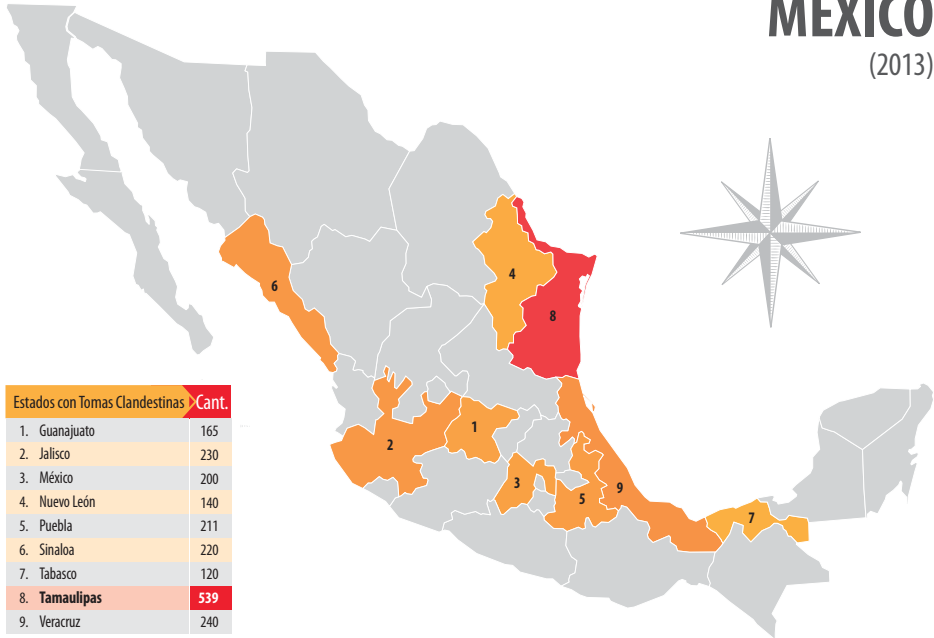 MÉXICO
(2013)
4
6
8
1
2
3
5
9
7
Estados con Tomas Clandestinas Cant.
1. Guanajuato 165
2. Jalisco 230
3. México 200
4. Nuevo León 140
5. Puebla 211
6. Sinaloa 220
7. Tabasco 120
8. Tamaulipas 539
9. Veracruz 240